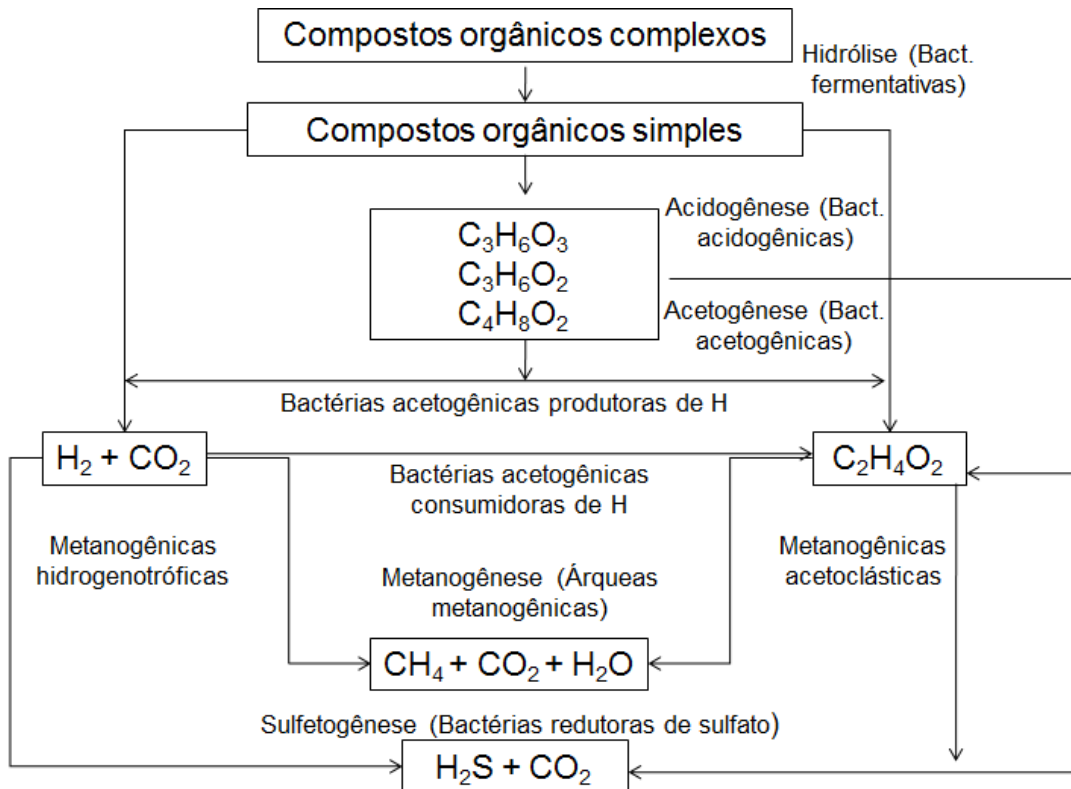 Compostos orgânicos complexos
Hidrólise (Bact.
fermentativas)
Compostos orgânicos simples
C₃H₆O₃
C₃H₆O₂
C₄H₈O₂
Acidogênese (Bact.
acidogênicas)
Acetogênese (Bact.
acetogênicas)
Bactérias acetogênicas produtoras de H
H₂ + CO₂
C₂H₄O₂
Bactérias acetogênicas
consumidoras de H
Metanogênicas
hidrogenotróficas
Metanogênicas
acetoclásticas
Metanogênese (Árqueas
metanogênicas)
CH₄ + CO₂ + H₂O
Sulfetogênese (Bactérias redutoras de sulfato)
H₂S + CO₂